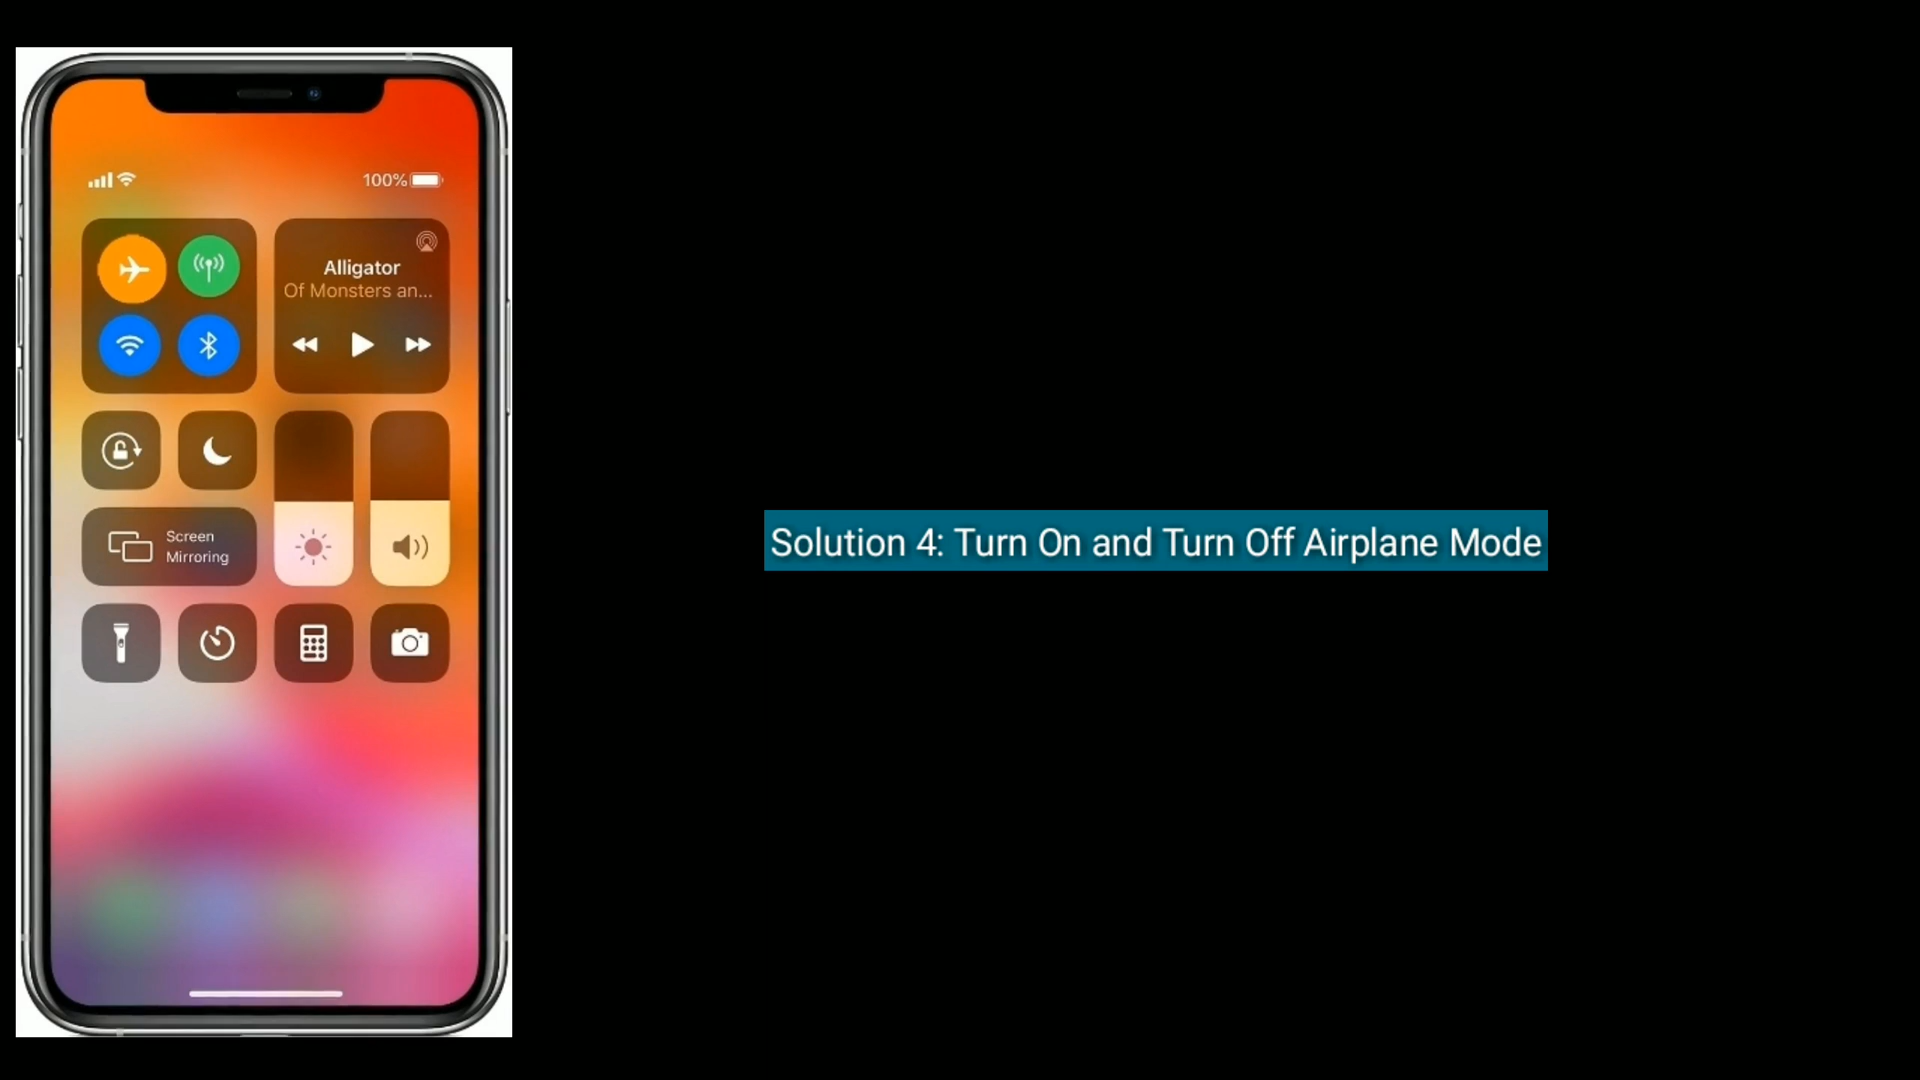 100%
Alligator
Of Monsters an...
Screen
Mirroring
Solution 4: Turn On and Turn Off Airplane Mode